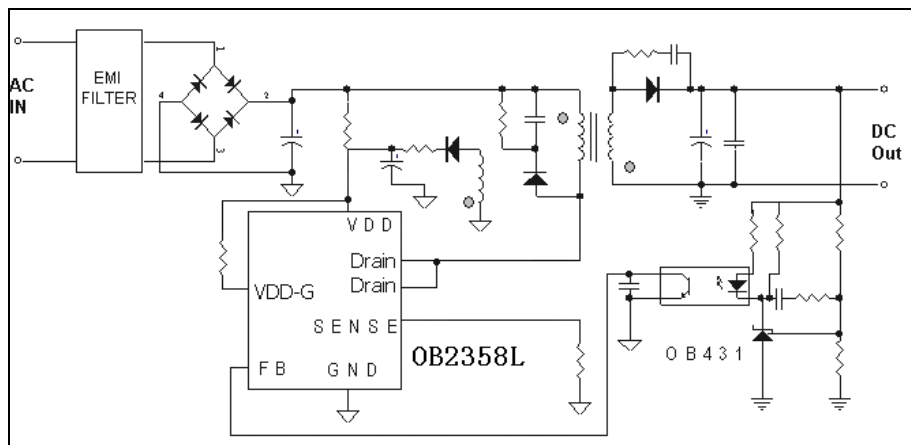 AC
IN
EMI
FILTER
1
4
2
3
DC
Out
VDD
Drain
VDD-G
Drain
SENSE
OB2358L
FB
GND
OB431